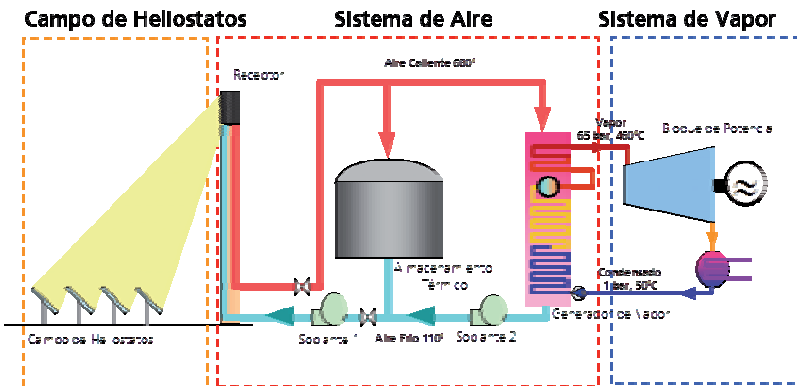 Campo de Heliostatos
Sistema de Aire
Sistema de Vapor
Receptor
Aire Caliente 680º
Vapor
65 bar, 460ºC
Bloque de Potencia
Almacenamiento
Térmico
Condensado
1 bar, 50ºC
Generador de Vapor
Campo de Heliostatos
Soplante 1
Aire Frío 110º
Soplante 2